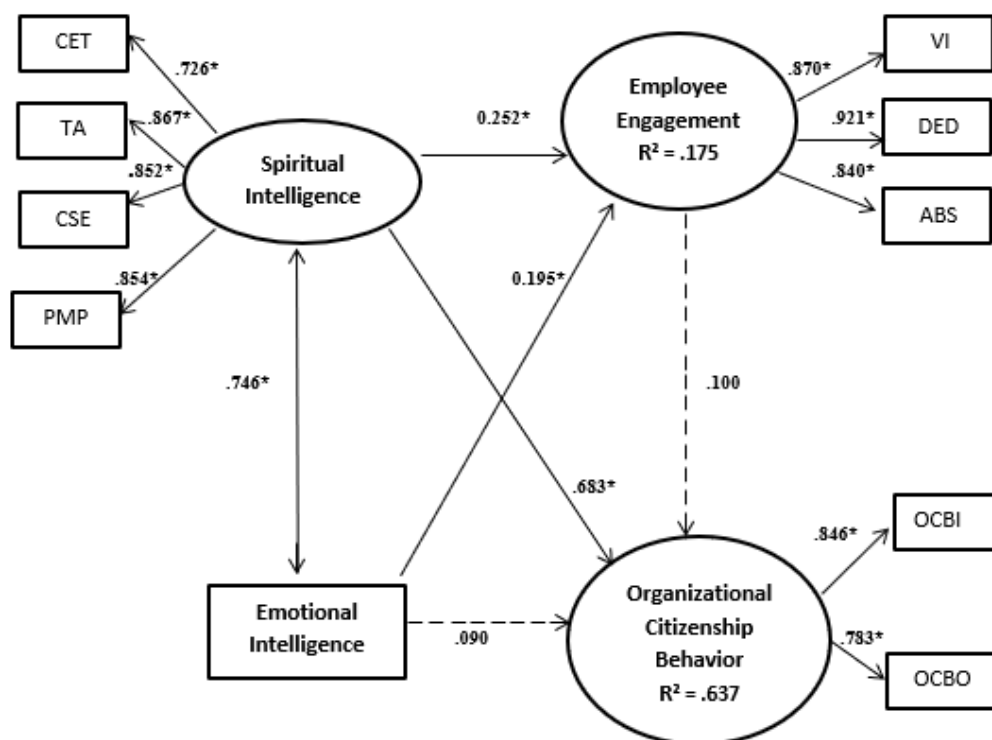 CET
VI
.726*
.870*
Employee
Engagement
R² = .175
TA
.867*
0.252*
.921*
DED
Spiritual
Intelligence
.852*
.840*
CSE
ABS
.854*
0.195*
PMP
.746*
.100
.683*
OCBI
.846*
Emotional
Intelligence
.090
Organizational
Citizenship
Behavior
R² = .637
.783*
OCBO